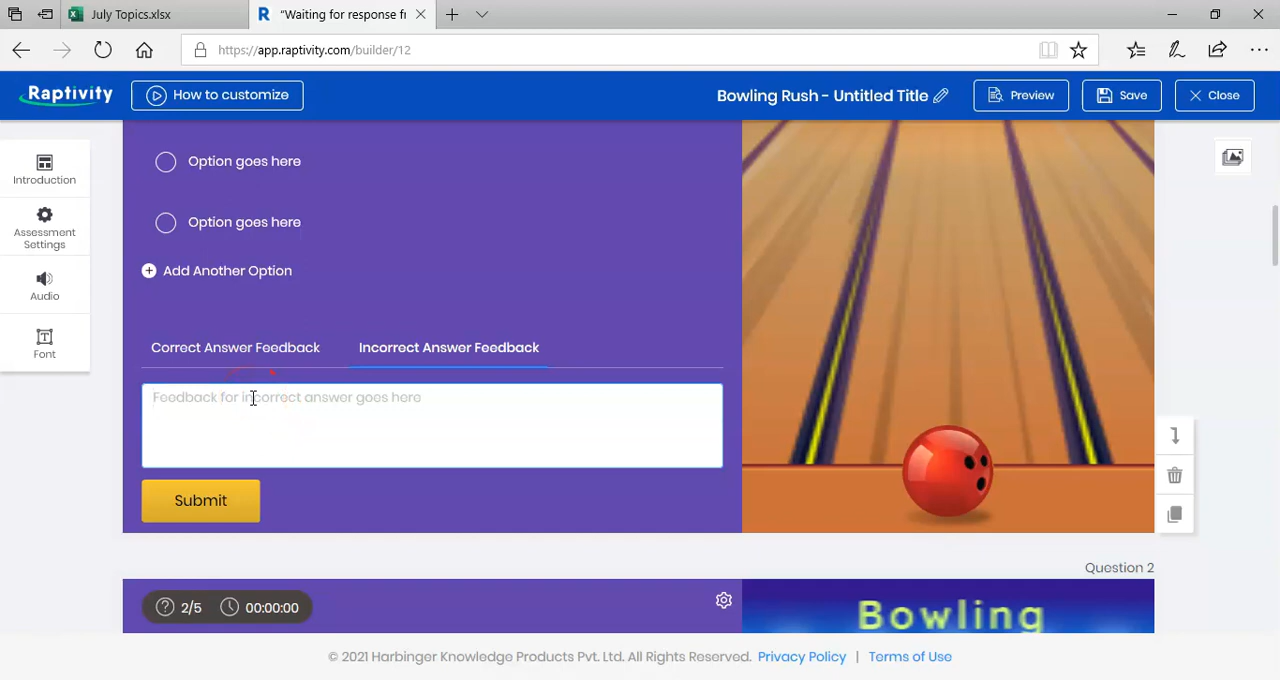 July Topics.xlsx
R "Waiting for response fr
https://app.raptivity.com/builder/12
Raptivity
How to customize
Bowling Rush - Untitled Title
Preview
Save
Close
Introduction
Assessment
Settings
Audio
Font
Option goes here
Option goes here
Add Another Option
Correct Answer Feedback
Incorrect Answer Feedback
Feedback for incorrect answer goes here
Submit
Question 2
2/5
00:00:00
Bowling
© 2021 Harbinger Knowledge Products Pvt. Ltd. All Rights Reserved. Privacy Policy | Terms of Use